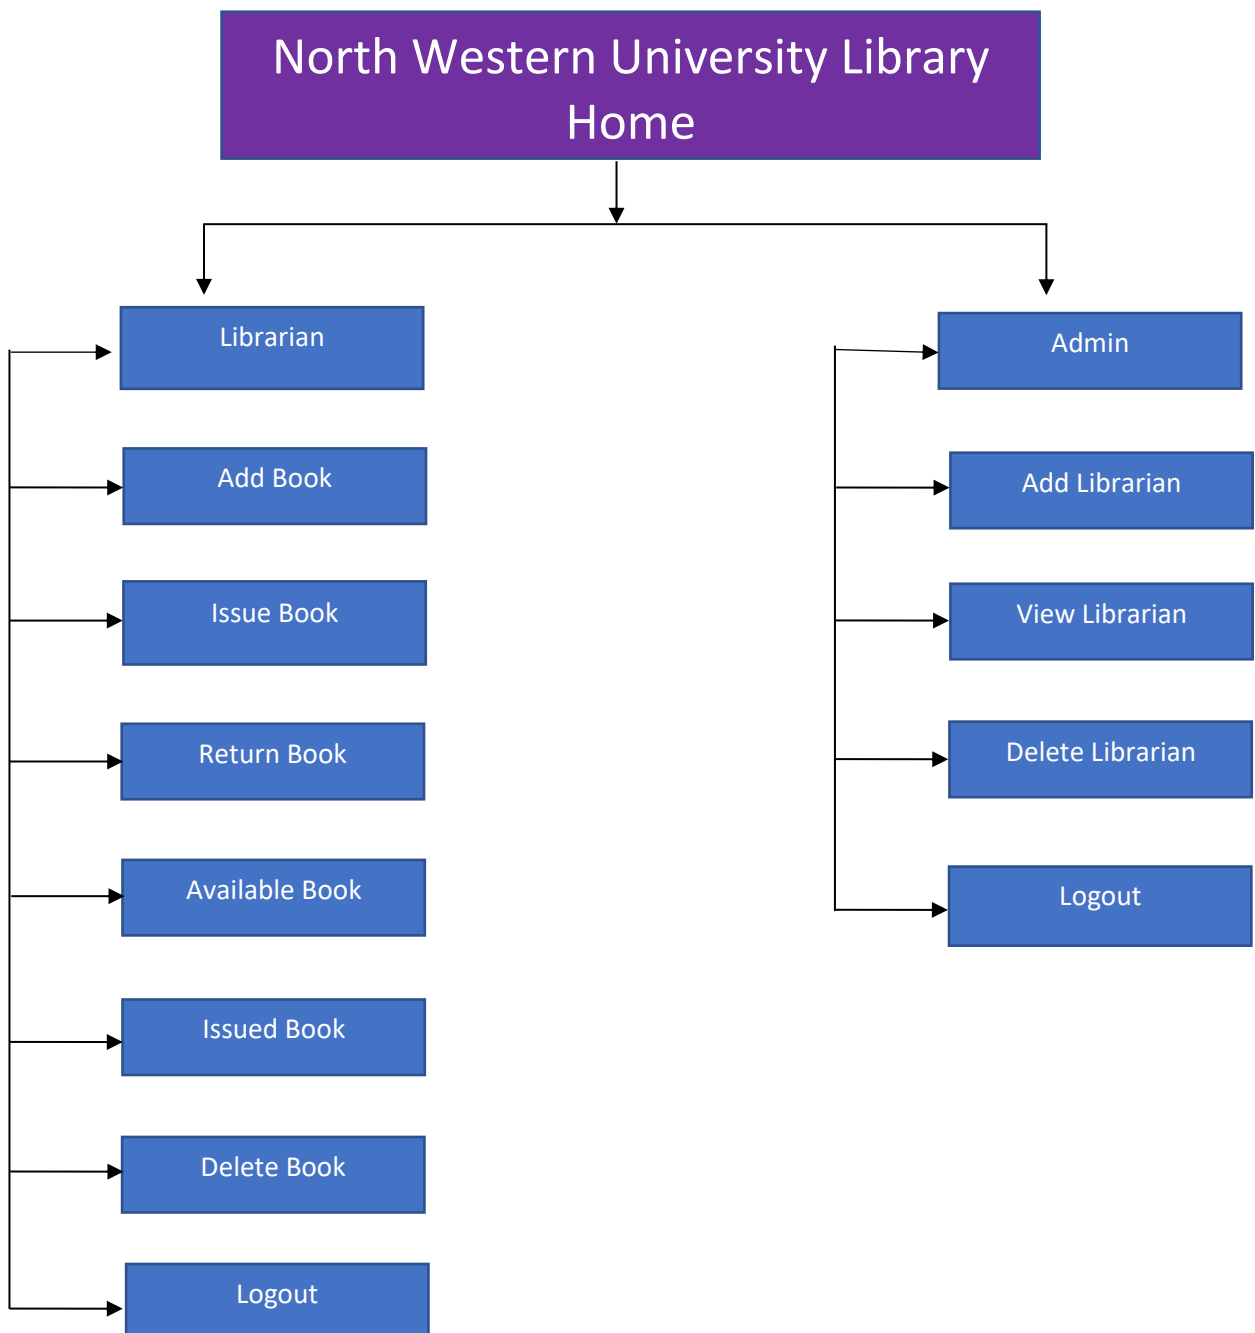 North Western University Library
Home
Librarian
Add Book
Issue Book
Return Book
Available Book
Issued Book
Delete Book
Logout
Admin
Add Librarian
View Librarian
Delete Librarian
Logout